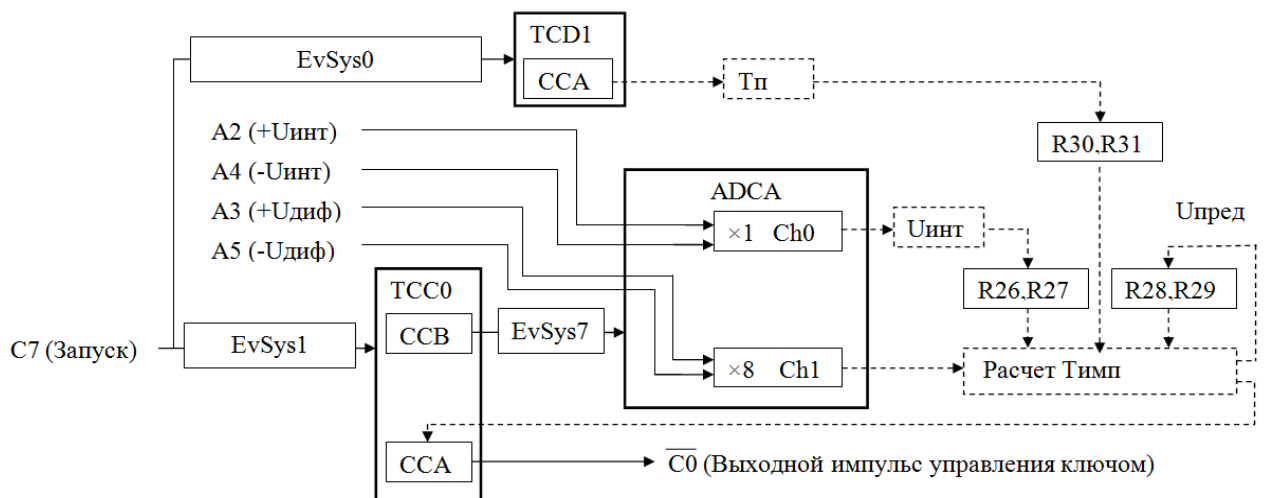 EvSys0
TCD1
CCA
Тп
R30,R31
A2 (+Uинт)
A4 (-Uинт)
A3 (+Uдиф)
A5 (-Uдиф)
ADCA
×1 Ch0
Uинт
Uпред
R26,R27
R28,R29
TCC0
CCB
EvSys7
C7 (Запуск)
EvSys1
×8 Ch1
Расчет Тимп
CCA
C0 (Выходной импульс управления ключом)